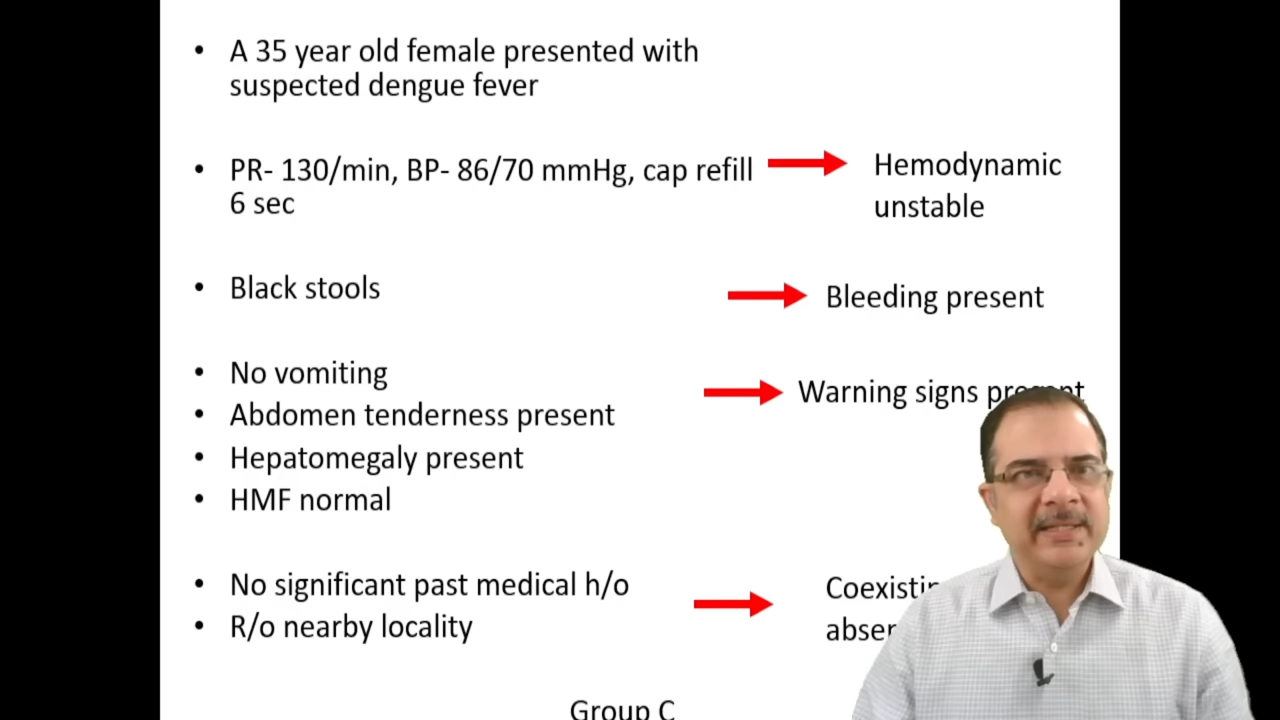 • A 35 year old female presented with
suspected dengue fever
• PR- 130/min, BP- 86/70 mmHg, cap refill
6 sec
Hemodynamic
unstable
• Black stools
Bleeding present
• No vomiting
Warning signs present
• Abdomen tenderness present
• Hepatomegaly present
• HMF normal
• No significant past medical h/o
• R/o nearby locality
Group C